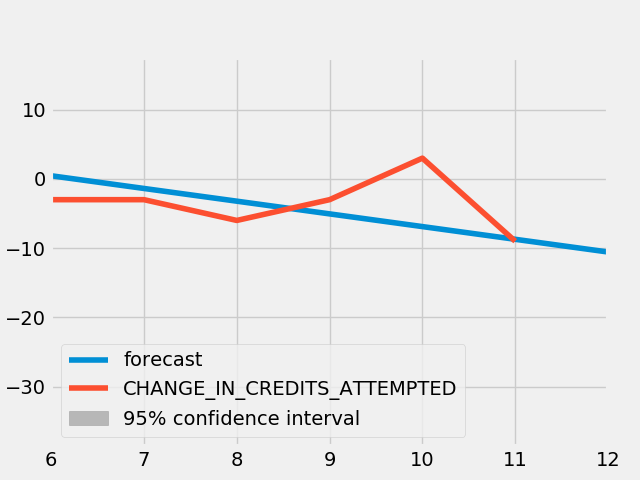 10
0
−10
−20
−30
forecast
CHANGE_IN_CREDITS_ATTEMPTED
95% confidence interval
6 7 8 9 10 11 12